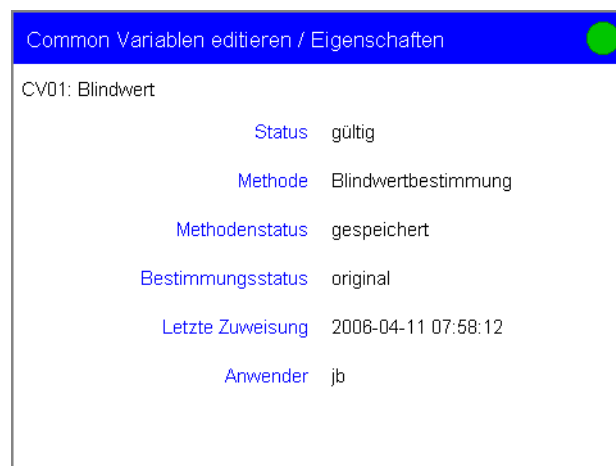 Common Variablen editieren / Eigenschaften
CV01: Blindwert
Status gültig
Methode Blindwertbestimmung
Methodenstatus gespeichert
Bestimmungsstatus original
Letzte Zuweisung 2006-04-11 07:58:12
Anwender jb